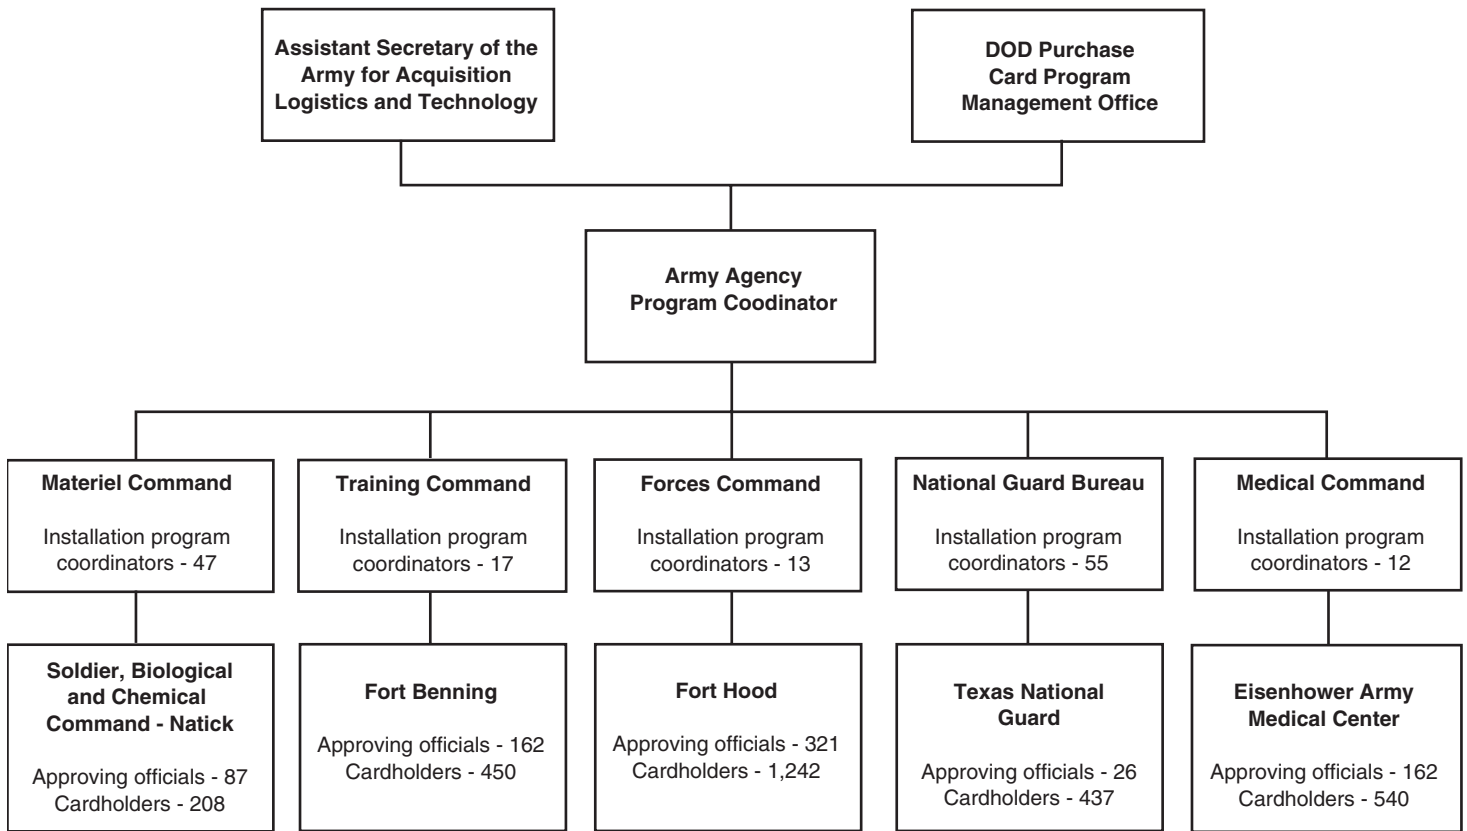 Assistant Secretary of the
Army for Acquisition
Logistics and Technology
DOD Purchase
Card Program
Management Office
Army Agency
Program Coodinator
Materiel Command
Installation program
coordinators - 47
Training Command
Installation program
coordinators - 17
Forces Command
Installation program
coordinators - 13
National Guard Bureau
Installation program
coordinators - 55
Medical Command
Installation program
coordinators - 12
Soldier, Biological
and Chemical
Command - Natick
Approving officials - 87
Cardholders - 208
Fort Benning
Approving officials - 162
Cardholders - 450
Fort Hood
Approving officials - 321
Cardholders - 1,242
Texas National
Guard
Approving officials - 26
Cardholders - 437
Eisenhower Army
Medical Center
Approving officials - 162
Cardholders - 540